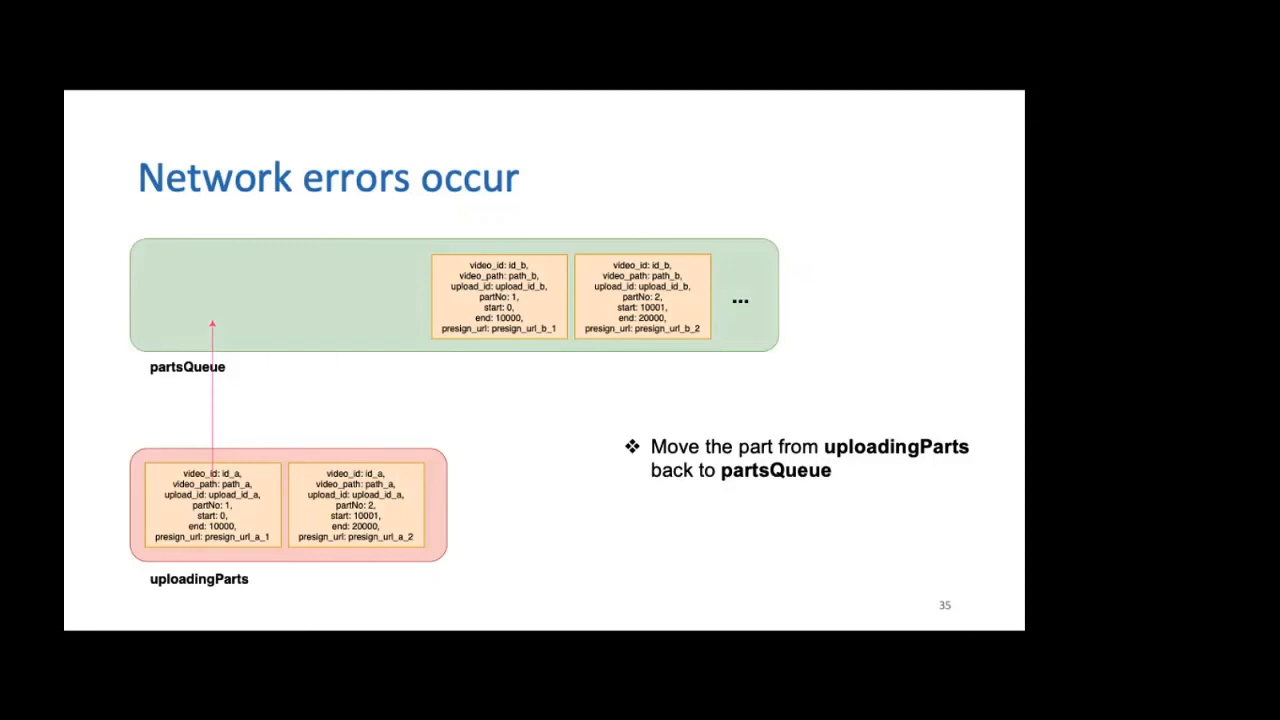 Network errors occur
video_id: id_b,
video_path: path_b,
upload_id: upload_id_b,
partNo: 1,
start: 0,
end: 10000,
presign_url: presign_url_b_1
video_id: id_b,
video_path: path_b,
upload_id: upload_id_b,
partNo: 2,
start: 10001,
end: 20000,
presign_url: presign_url_b_2
...
partsQueue
❖ Move the part from uploadingParts
back to partsQueue
video_id: id_a,
video_path: path_a,
upload_id: upload_id_a,
partNo: 1,
start: 0,
end: 10000,
presign_url: presign_url_a_1
video_id: id_a,
video_path: path_a,
upload_id: upload_id_a,
partNo: 2,
start: 10001,
end: 20000,
presign_url: presign_url_a_2
uploadingParts
35